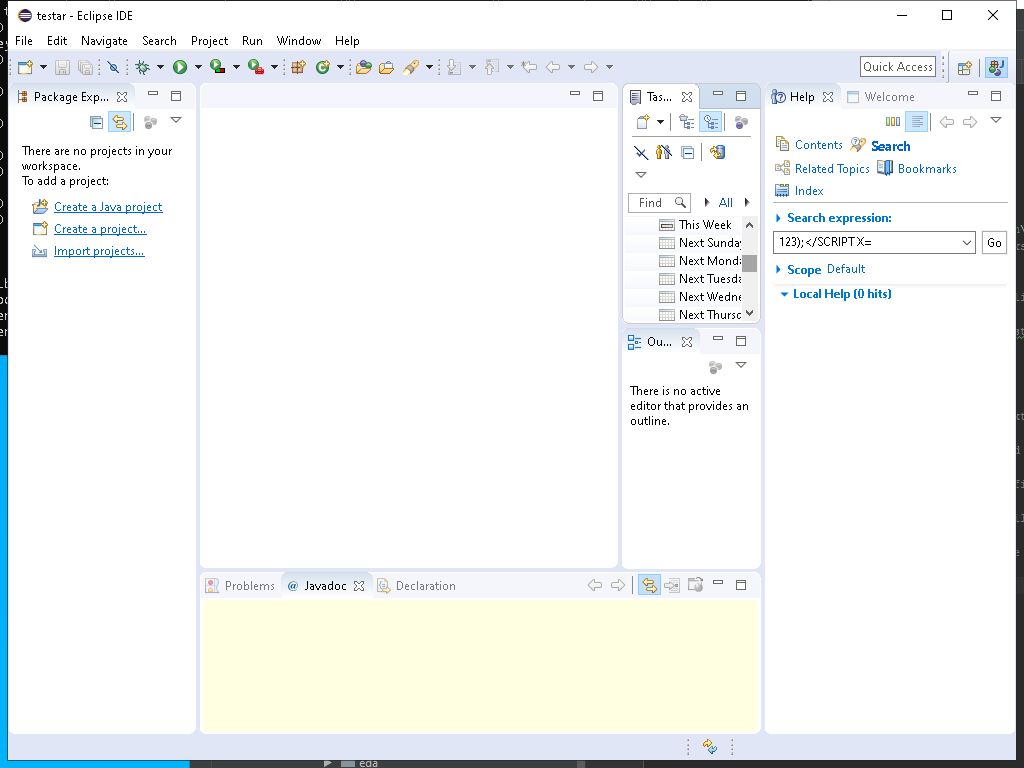 testar - Eclipse IDE
File Edit Navigate Search Project Run Window Help
Quick Access
Package Exp...
There are no projects in your
workspace.
To add a project:
Create a Java project
Create a project...
Import projects...
Tas...
Find
All
This Week
Next Sunday
Next Monda
Next Tuesda
Next Wedne
Next Thursd
Ou...
There is no active
editor that provides an
outline.
Help Welcome
Contents Search
Related Topics Bookmarks
Index
Search expression:
123);</SCRIPTX=
Go
Scope Default
Local Help (0 hits)
Problems @ Javadoc Declaration
eda